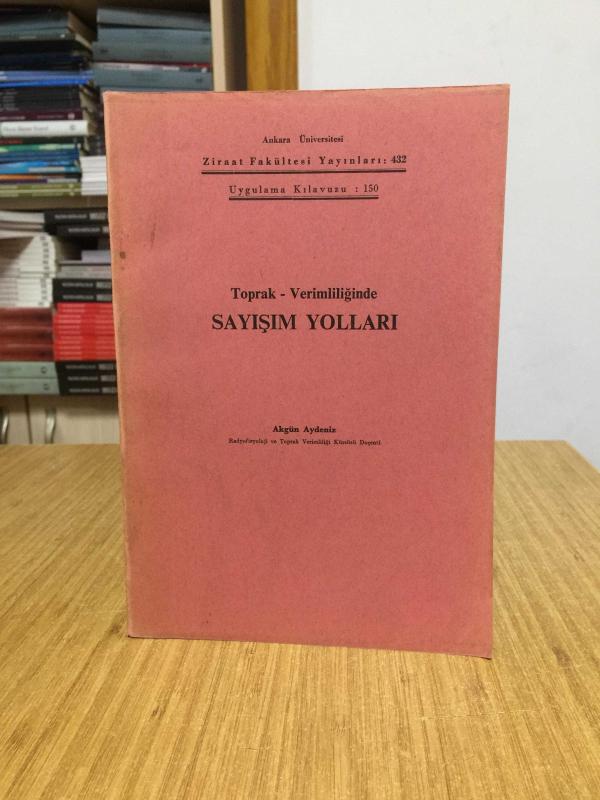 Ankara Üniversitesi
Ziraat Fakültesi Yayınları: 432
Uygulama Kılavuzu : 150
Toprak - Verimliliğinde
SAYIŞIM YOLLARI
Akgün Aydeniz
Radyofizyoloji ve Toprak Verimliliği Kürsüsü Doçenti